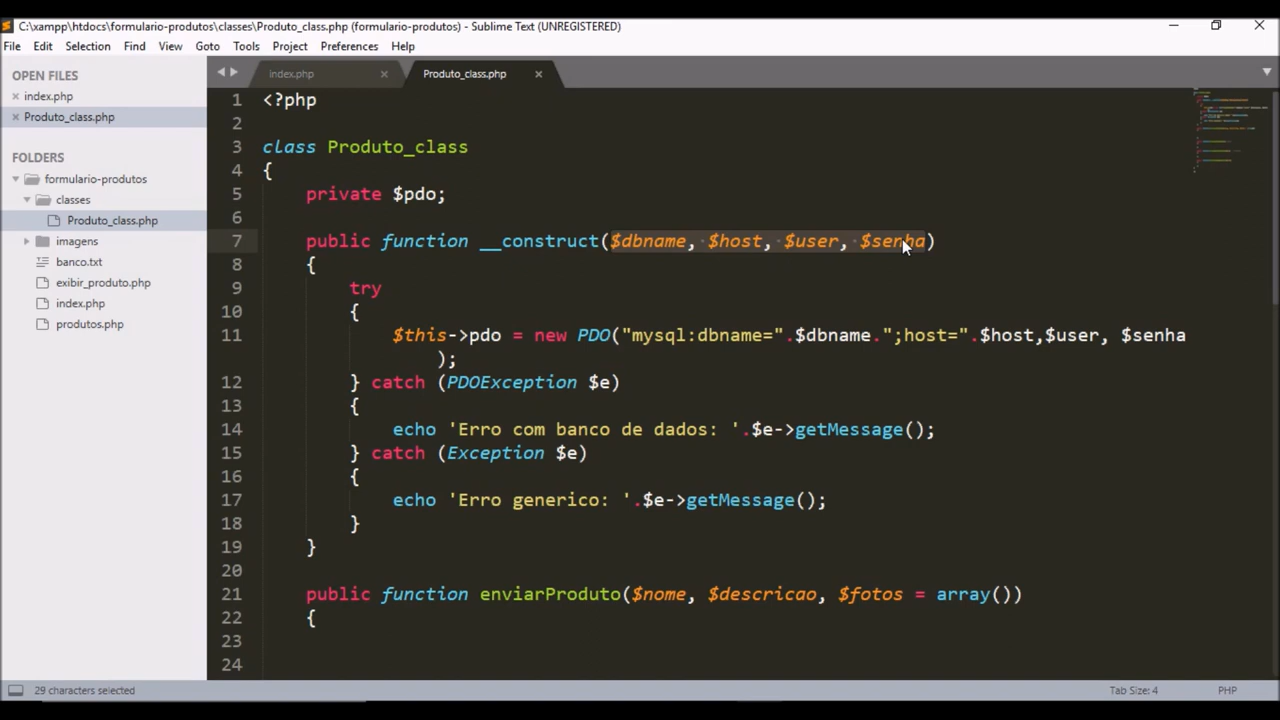 C:\xampp\htdocs\formulario-produtos\classes\Produto_class.php (formulario-produtos) - Sublime Text (UNREGISTERED)
File Edit Selection View Goto Tools Project Preferences Help
OPEN FILES
index.php
Produto_class.php
FOLDERS
formulario-produtos
classes
Produto_class.php
imagens
banco.txt
exibir_produto.php
index.php
produtos.php
index.php Produto_class.php
1 <?php
2
3 class Produto_class
4 {
5 private $pdo;
6
7 public function __construct($dbname, $host, $user, $senha)
8 {
9 try
10 {
11 $this->pdo = new PDO("mysql:dbname=".$dbname.";host=".$host,$user, $senha
);
12 } catch (PDOException $e)
13 {
14 echo 'Erro com banco de dados: '.$e->getMessage();
15 } catch (Exception $e)
16 {
17 echo 'Erro generico: '.$e->getMessage();
18 }
19 }
20
21 public function enviarProduto($nome, $descricao, $fotos = array())
22 {
23
24
29 characters selected
Tab Size: 4
PHP